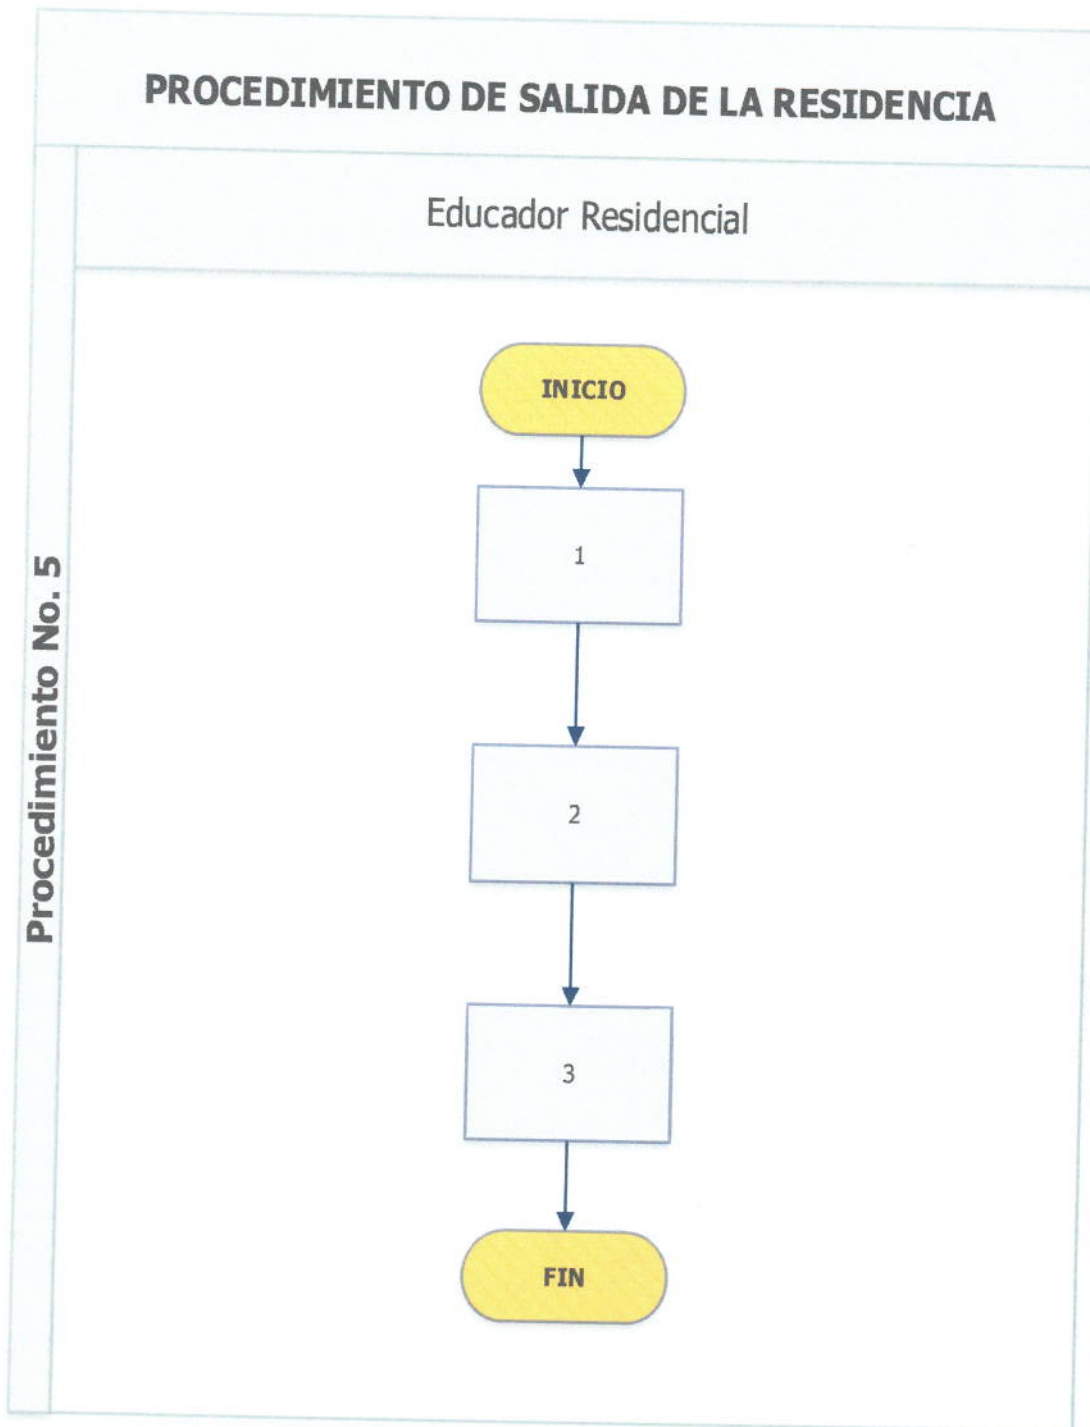 PROCEDIMIENTO DE SALIDA DE LA RESIDENCIA
Educador Residencial
Procedimiento No. 5
INICIO
1
2
3
FIN